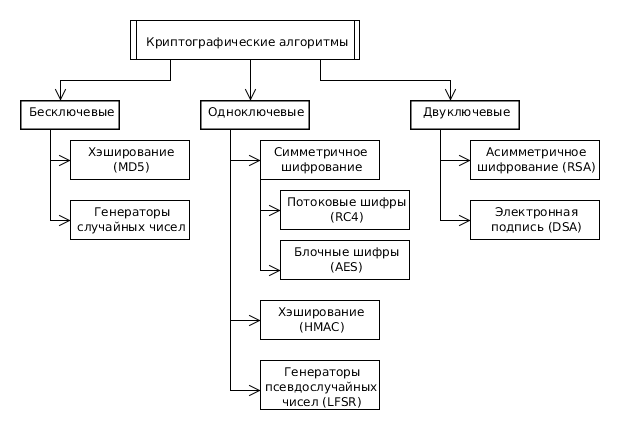 Криптографические алгоритмы
Бесключевые
Хэширование
(MD5)
Генераторы
случайных чисел
Одноключевые
Симметричное
шифрование
Потоковые шифры
(RC4)
Блочные шифры
(AES)
Хэширование
(HMAC)
Генераторы
псевдослучайных
чисел (LFSR)
Двуключевые
Асимметричное
шифрование (RSA)
Электронная
подпись (DSA)